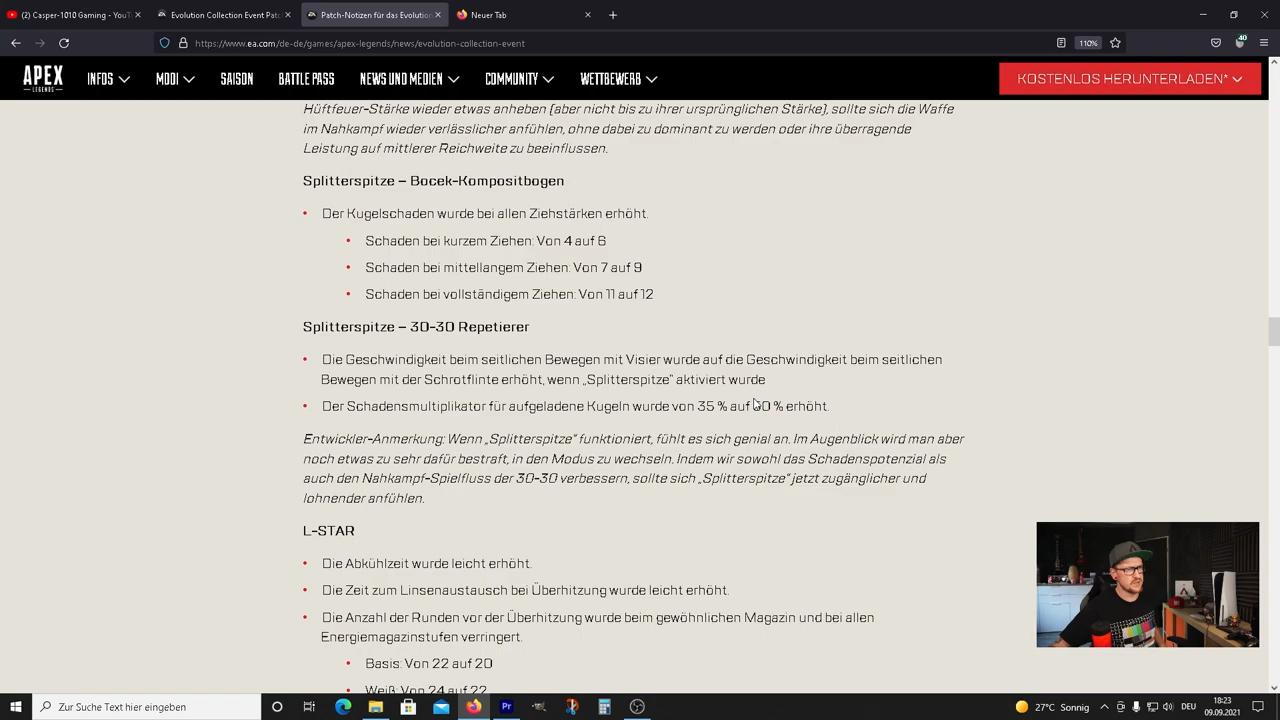 (2) Casper-1010 Gaming - YouT
Evolution Collection Event Patc
Patch-Notizen für das Evolution
Neuer Tab
https://www.ea.com/de-de/games/apex-legends/news/evolution-collection-event
110%
40
APEX
LEGENDS
INFOS
MODI
SAISON
BATTLE PASS
NEWS UND MEDIEN
COMMUNITY
WETTBEWERB
KOSTENLOS HERUNTERLADEN*
Hüftfeuer-Stärke wieder etwas anheben (aber nicht bis zu ihrer ursprünglichen Stärke), sollte sich die Waffe
im Nahkampf wieder verlässlicher anfühlen, ohne dabei zu dominant zu werden oder ihre überragende
Leistung auf mittlerer Reichweite zu beeinflussen.
Splitterspitze – Bocek-Kompositbogen
• Der Kugelschaden wurde bei allen Ziehstärken erhöht.
• Schaden bei kurzem Ziehen: Von 4 auf 6
• Schaden bei mittellangem Ziehen: Von 7 auf 9
• Schaden bei vollständigem Ziehen: Von 11 auf 12
Splitterspitze – 30-30 Repetierer
• Die Geschwindigkeit beim seitlichen Bewegen mit Visier wurde auf die Geschwindigkeit beim seitlichen
Bewegen mit der Schrotflinte erhöht, wenn „Splitterspitze" aktiviert wurde
• Der Schadensmultiplikator für aufgeladene Kugeln wurde von 35 % auf % erhöht.
Entwickler-Anmerkung: Wenn „Splitterspitze" funktioniert, fühlt es sich genial an. Im Augenblick wird man aber
noch etwas zu sehr dafür bestraft, in den Modus zu wechseln. Indem wir sowohl das Schadenspotenzial als
auch den Nahkampf-Spielfluss der 30-30 verbessern, sollte sich „Splitterspitze" jetzt zugänglicher und
lohnender anfühlen.
L-STAR
• Die Abkühlzeit wurde leicht erhöht.
• Die Zeit zum Linsenaustausch bei Überhitzung wurde leicht erhöht.
• Die Anzahl der Runden vor der Überhitzung wurde beim gewöhnlichen Magazin und bei allen
Energiemagazinstufen verringert.
• Basis: Von 22 auf 20
• Weiß: Von 24 auf 22
Zur Suche Text hier eingeben
27°C Sonnig
DEU
18:23
09.09.2021